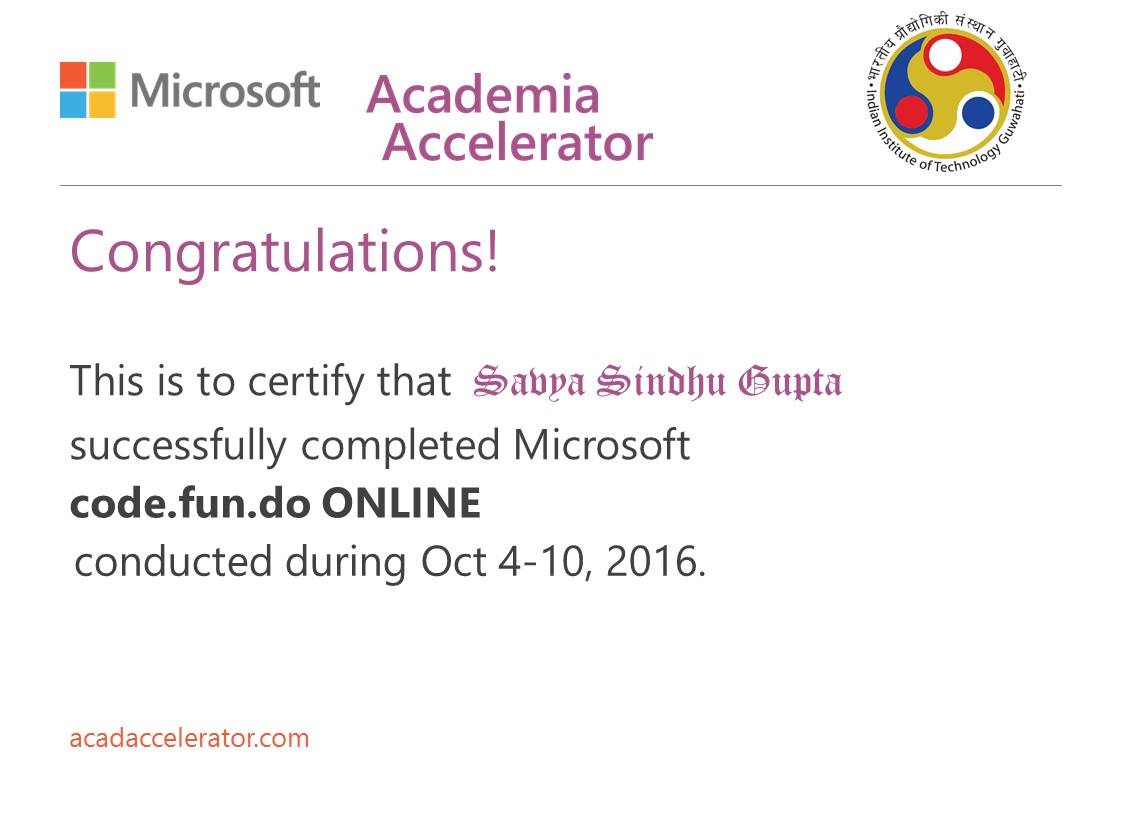 Microsoft
Academia
Accelerator
भारतीय प्रौद्योगिकी संस्थान गुवाहाटी
Indian Institute of Technology Guwahati
Congratulations!
This is to certify that Savya Sindhu Gupta
successfully completed Microsoft
code.fun.do ONLINE
conducted during Oct 4-10, 2016.
acadaccelerator.com